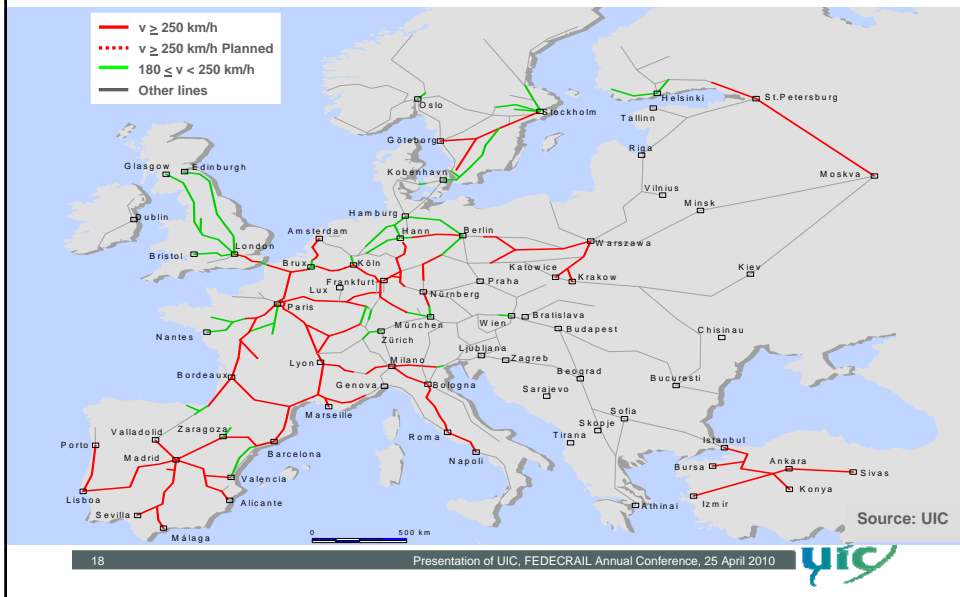 v ≥ 250 km/h
v ≥ 250 km/h Planned
180 ≤ v < 250 km/h
Other lines
Oslo
Stockholm
Helsinki
St.Petersburg
Tallinn
Göteborg
Riga
Moskva
Glasgow
Edinburgh
Kobenhavn
Vilnius
Minsk
Dublin
Hamburg
Amsterdam
Hann
Berlin
Warszawa
London
Bristol
Brux
Köln
Katowice
Krakow
Kiev
Frankfurt
Praha
Lux
Nürnberg
Paris
München
Wien
Bratislava
Budapest
Chisinau
Nantes
Zürich
Ljubljana
Zagreb
Lyon
Milano
Beograd
Bucuresti
Bordeaux
Genova
Bologna
Sarajevo
Marseille
Sofia
Skopje
Valladolid
Zaragoza
Porto
Roma
Tirana
Istanbul
Barcelona
Napoli
Bursa
Ankara
Sivas
Madrid
Valencia
Konya
Lisboa
Alicante
Izmir
Athinai
Sevilla
Málaga
0 500 km
Source: UIC
18
Presentation of UIC, FEDECRAIL Annual Conference, 25 April 2010
uic